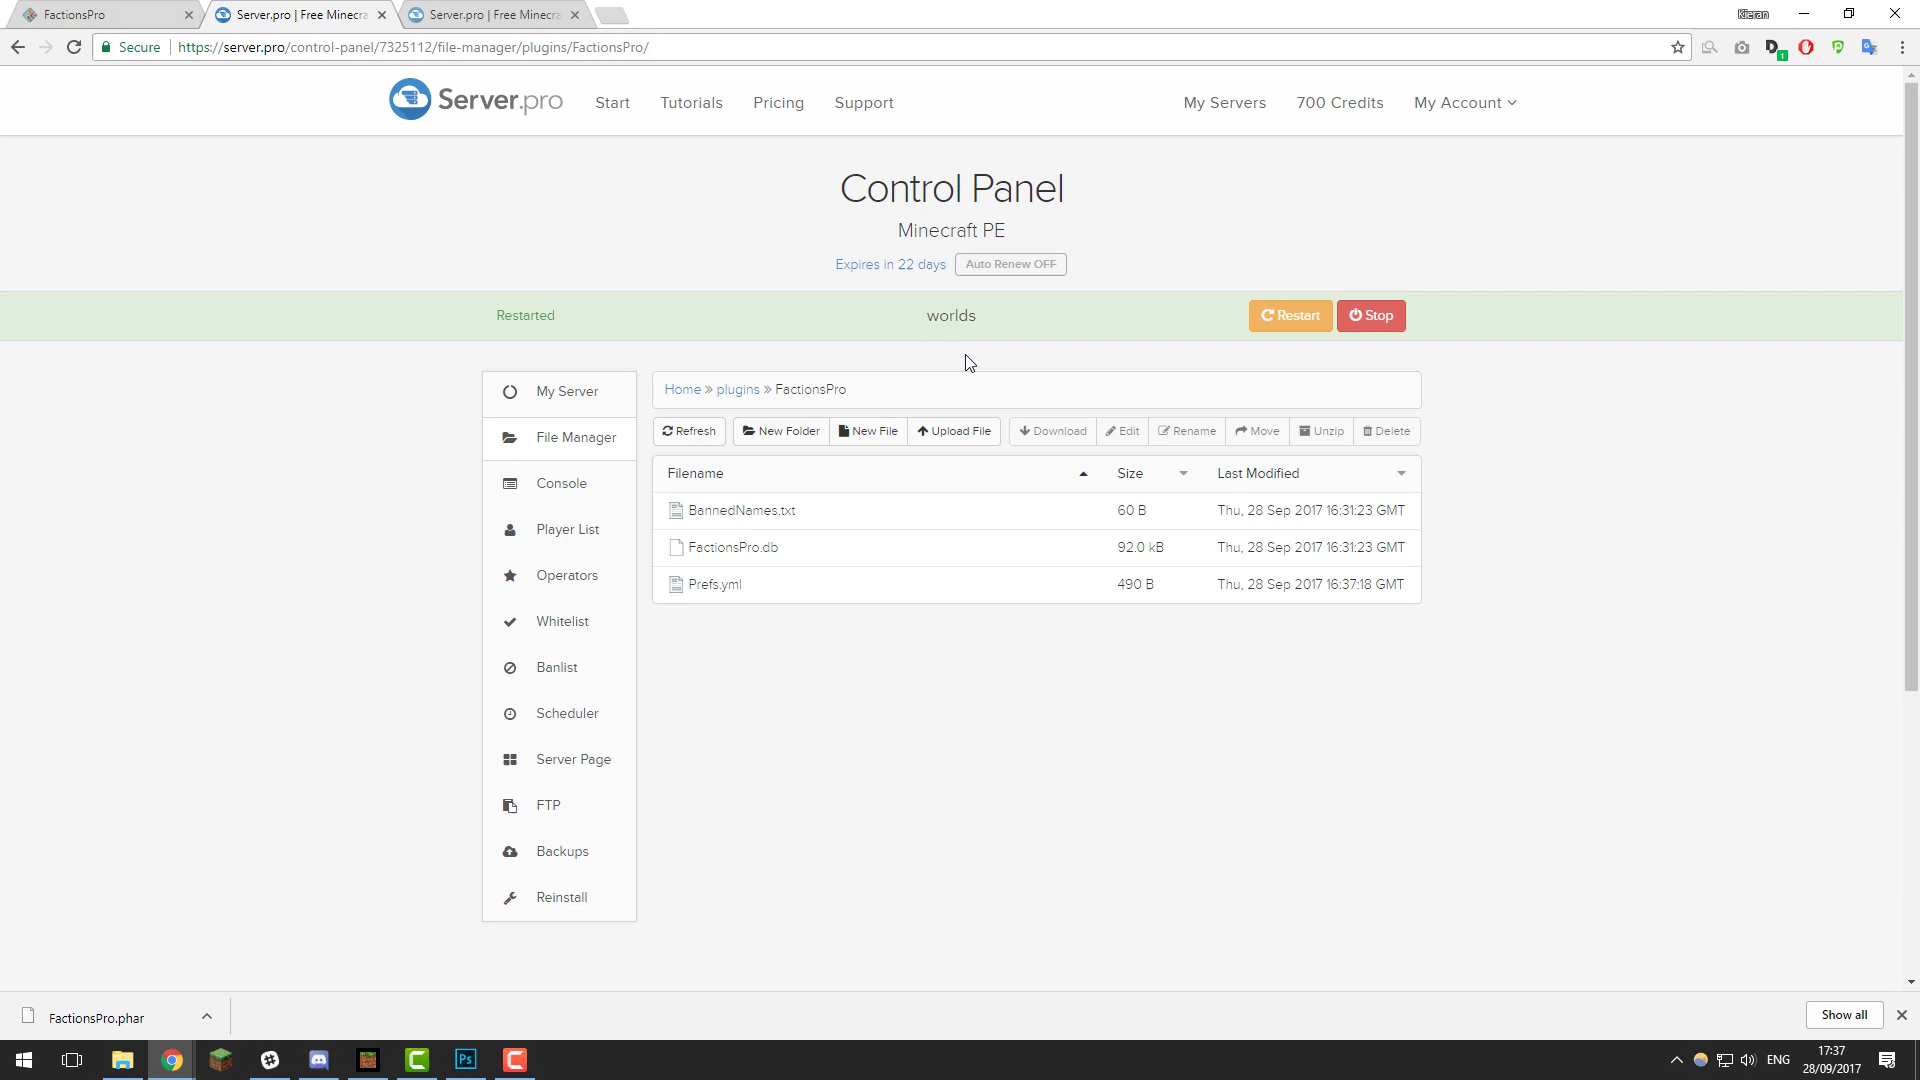 FactionsPro
Server.pro | Free Minecra
Server.pro | Free Minecra
Kieran
Secure
https://server.pro/control-panel/7325112/file-manager/plugins/FactionsPro/
Server.pro
Start
Tutorials
Pricing
Support
My Servers
700 Credits
My Account
Control Panel
Minecraft PE
Expires in 22 days
Auto Renew OFF
Restarted
worlds
Restart
Stop
My Server
File Manager
Console
Player List
Operators
Whitelist
Banlist
Scheduler
Server Page
FTP
Backups
Reinstall
Home » plugins » FactionsPro
Refresh
New Folder
New File
Upload File
Download
Edit
Rename
Move
Unzip
Delete
Filename Size Last Modified
BannedNames.txt 60 B Thu, 28 Sep 2017 16:31:23 GMT
FactionsPro.db 92.0 kB Thu, 28 Sep 2017 16:31:23 GMT
Prefs.yml 490 B Thu, 28 Sep 2017 16:37:18 GMT
FactionsPro.phar
Show all
Ps
ENG
17:37
28/09/2017